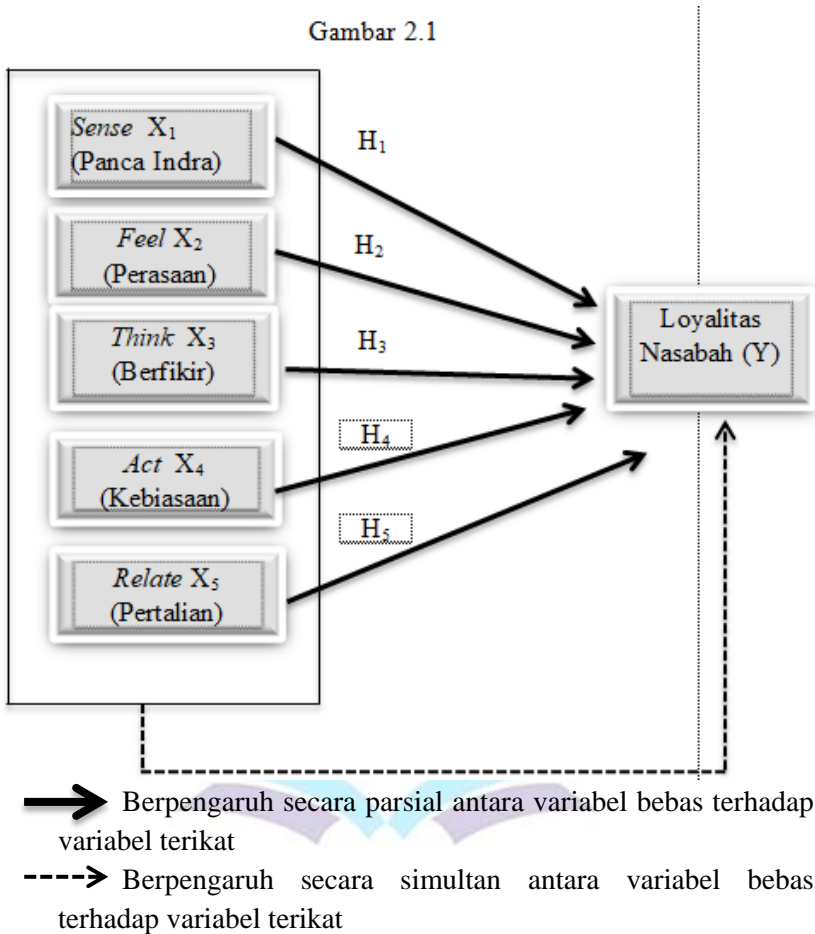 Gambar 2.1
Sense X₁
(Panca Indra)
H₁
Feel X₂
(Perasaan)
H₂
Think X₃
(Berfikir)
H₃
Loyalitas
Nasabah (Y)
Act X₄
(Kebiasaan)
H₄
Relate X₅
(Pertalian)
H₅
Berpengaruh secara parsial antara variabel bebas terhadap
variabel terikat
Berpengaruh secara simultan antara variabel bebas
terhadap variabel terikat